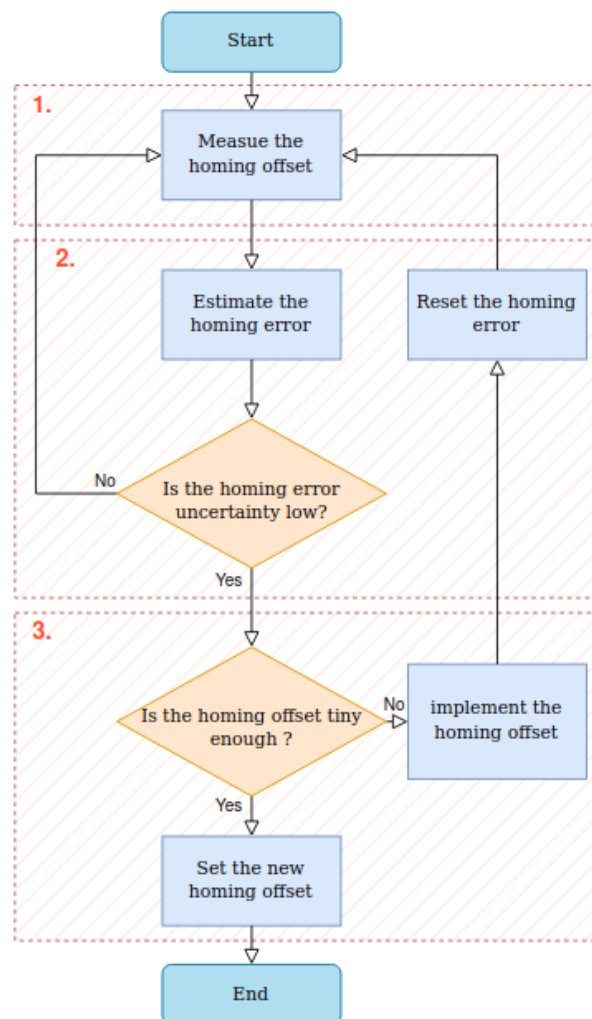 Start
1.
Measue the
homing offset
2.
Estimate the
homing error
Reset the homing
error
No
Is the homing error
uncertainty low?
Yes
3.
Is the homing offset tiny
enough ?
No
implement the
homing offset
Yes
Set the new
homing offset
End